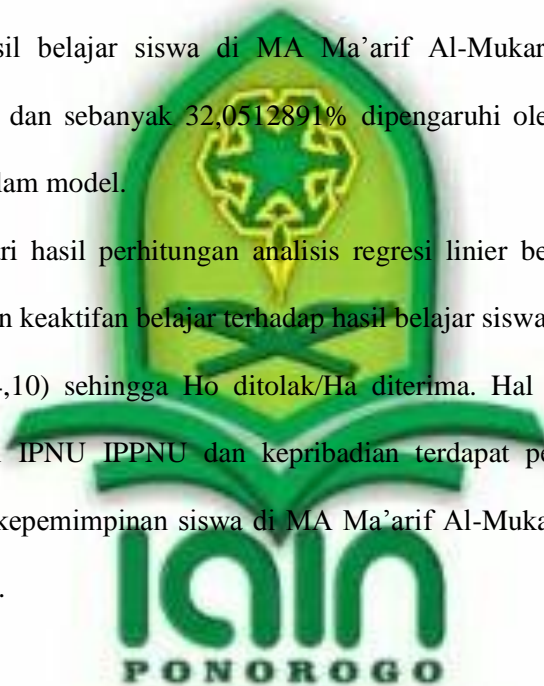 sil belajar siswa di MA Ma’arif Al-Mukar
dan sebanyak 32,0512891% dipengaruhi ole
lam model.
ri hasil perhitungan analisis regresi linier be
n keaktifan belajar terhadap hasil belajar siswa
,10) sehingga Ho ditolak/Ha diterima. Hal
IPNU IPPNU dan kepribadian terdapat pe
kepemimpinan siswa di MA Ma’arif Al-Muka
iain
PONOROGO